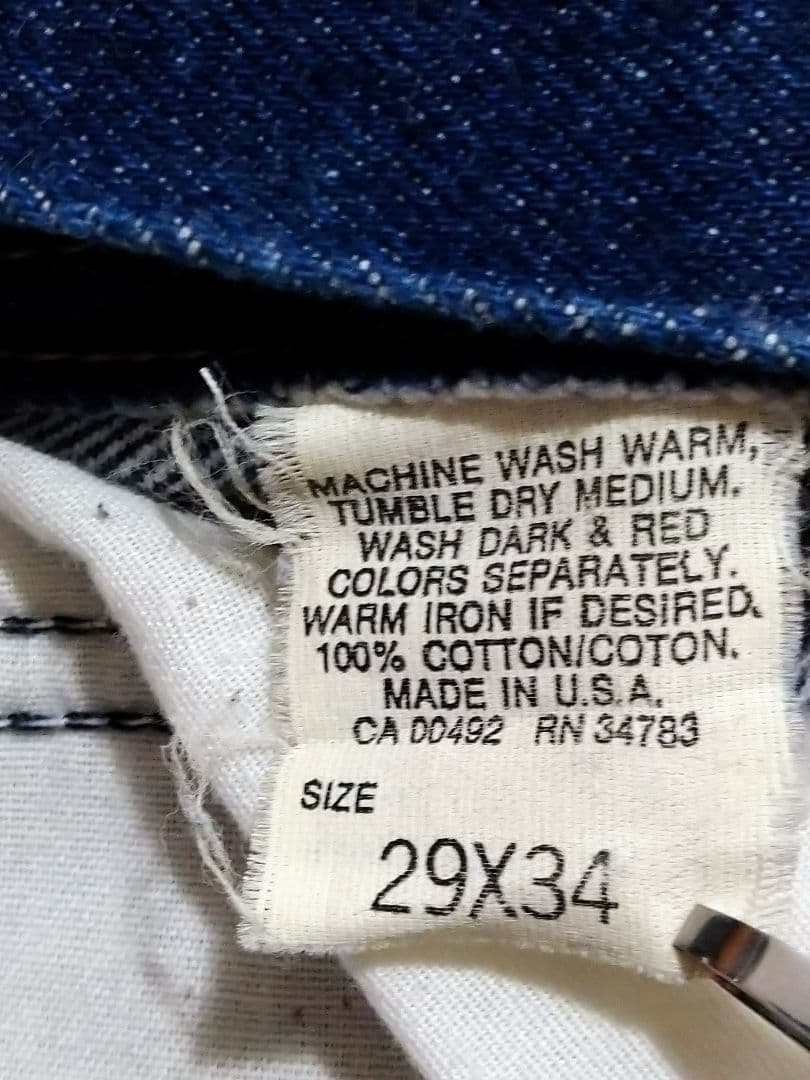 MACHINE WASH WARM,
TUMBLE DRY MEDIUM.
WASH DARK & RED
COLORS SEPARATELY.
WARM IRON IF DESIRED.
100% COTTON/COTON.
MADE IN U.S.A.
CA 00492 RN 34783
SIZE
29X34